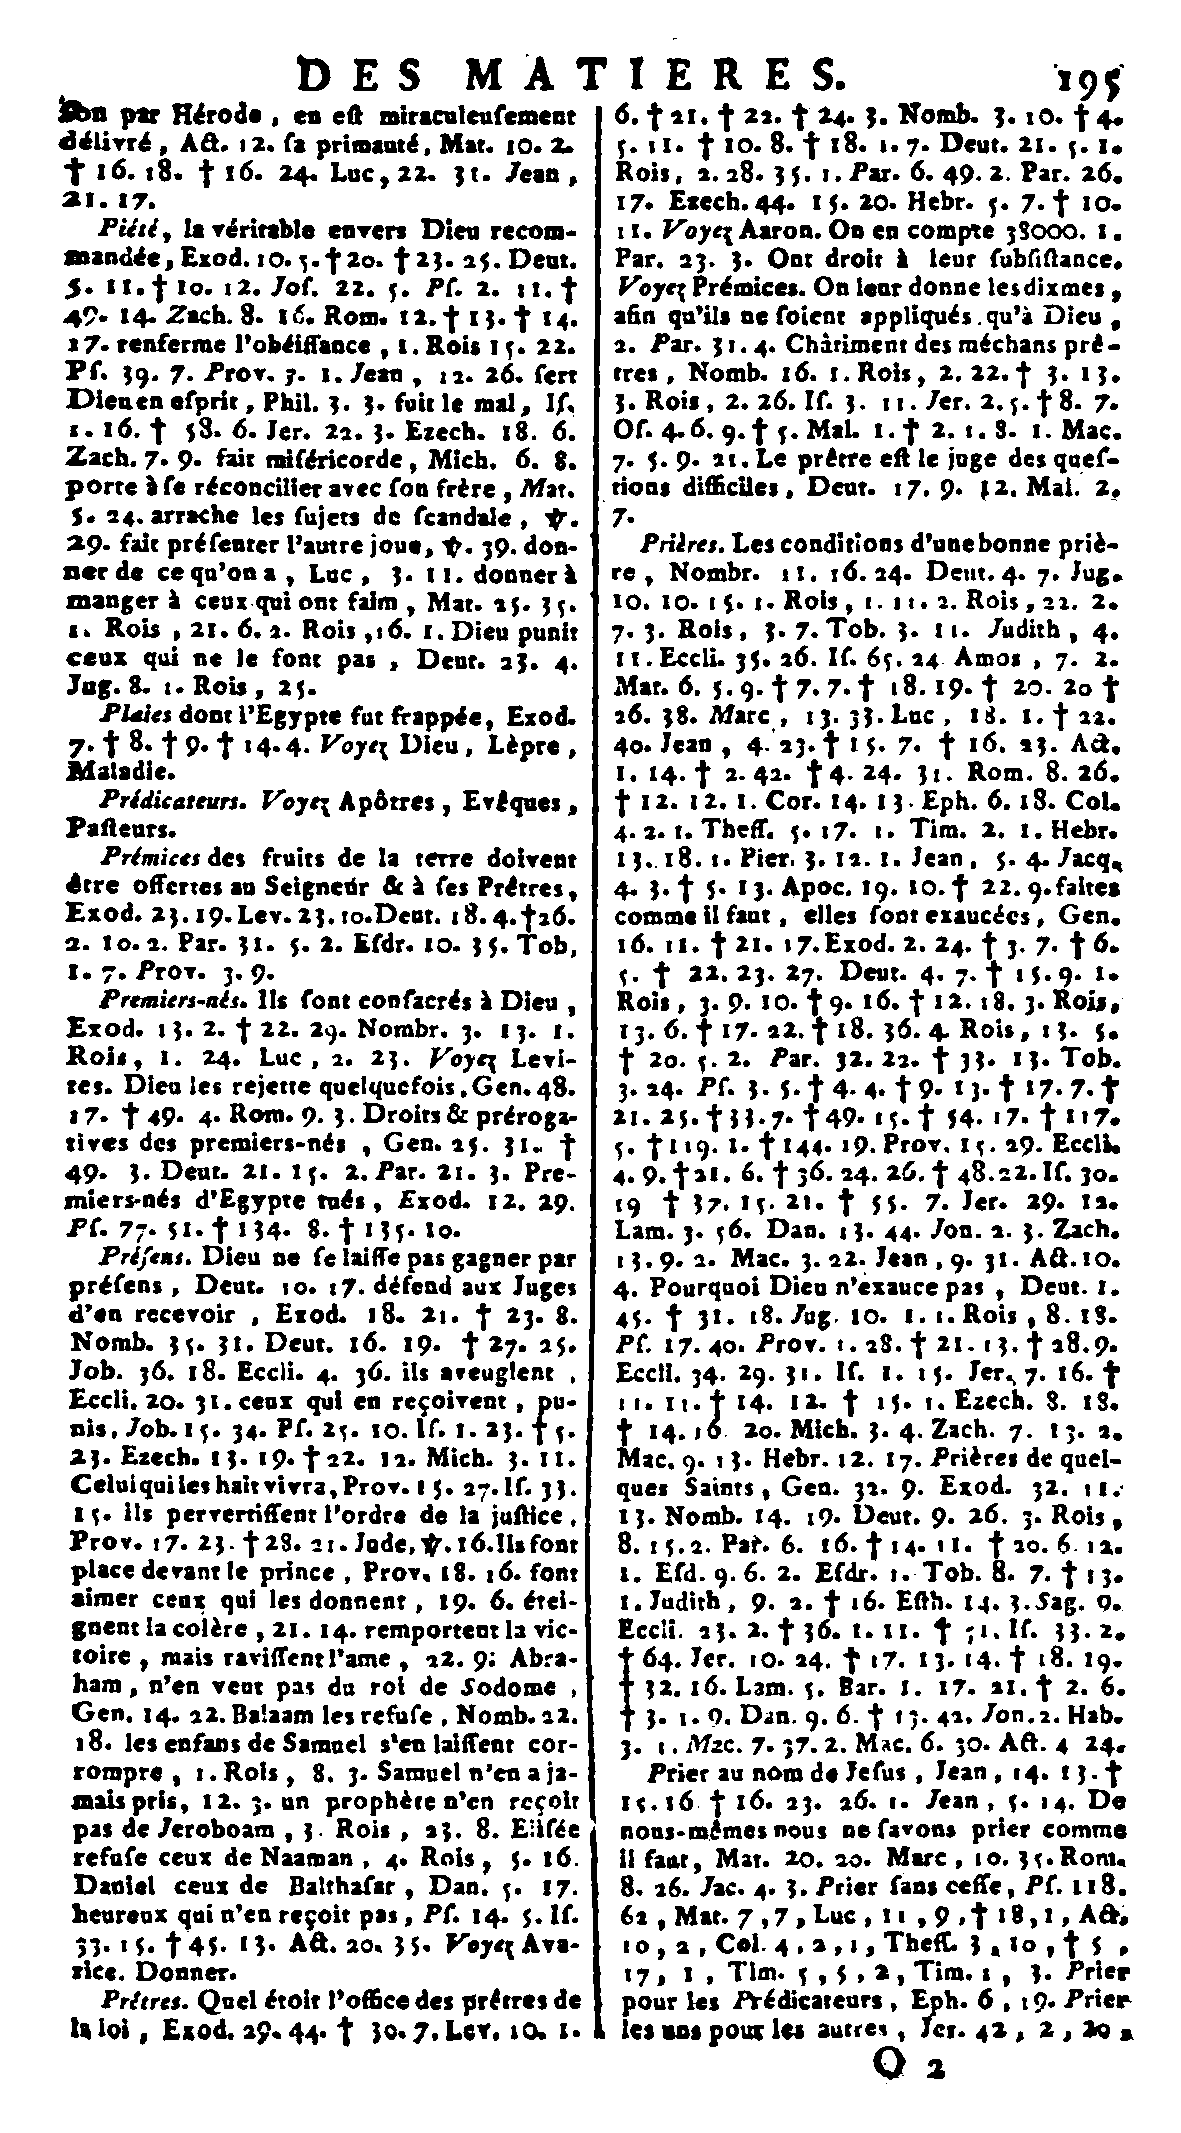 DES MATIERES. 195
son par Hérode, en est miraculeusement
délivré, Act. 12. sa primauté, Mat. 10. 2.
† 16. 18. † 16. 24. Luc, 22. 31. Jean,
21. 17.
Piété, la véritable envers Dieu recom-
mandée, Exod. 10. 5. † 20. † 23. 25. Deut.
5. 11. † 10. 12. Jos. 22. 5. Ps. 2. 11. †
49. 14. Zach. 8. 16. Rom. 12. † 13. † 14.
17. renferme l'obéissance, 1. Rois 15. 22.
Ps. 39. 7. Prov. 3. 1. Jean, 12. 26. sert
Dieu en esprit, Phil. 3. 3. fuit le mal, Is.
1. 16. † 58. 6. Jer. 22. 3. Ezech. 18. 6.
Zach. 7. 9. fait miséricorde, Mich. 6. 8.
porte à se réconcilier avec son frère, Mat.
5. 24. arrache les sujets de scandale, ℣.
29. fait présenter l'autre joue, ℣. 39. don-
ner de ce qu'on a, Luc, 3. 11. donner à
manger à ceux qui ont faim, Mat. 25. 35.
1. Rois, 21. 6. 2. Rois, 16. 1. Dieu punit
ceux qui ne le font pas, Deut. 23. 4.
Jug. 8. 1. Rois, 25.
Plaies dont l'Egypte fut frappée, Exod.
7. † 8. † 9. † 14. 4. Voyez Dieu, Lèpre,
Maladie.
Prédicateurs. Voyez Apôtres, Evêques,
Pasteurs.
Prémices des fruits de la terre doivent
être offertes au Seigneur & à ses Prêtres,
Exod. 23. 19. Lev. 23. 10. Deut. 18. 4. † 26.
2. 10. 2. Par. 31. 5. 2. Esdr. 10. 35. Tob,
1. 7. Prov. 3. 9.
Premiers-nés. Ils sont consacrés à Dieu,
Exod. 13. 2. † 22. 29. Nombr. 3. 13. 1.
Rois, 1. 24. Luc, 2. 23. Voyez Levi-
tes. Dieu les rejette quelquefois, Gen. 48.
17. † 49. 4. Rom. 9. 3. Droits & préroga-
tives des premiers-nés, Gen. 25. 31. †
49. 3. Deut. 21. 15. 2. Par. 21. 3. Pre-
miers-nés d'Egypte tués, Exod. 12. 29.
Ps. 77. 51. † 134. 8. † 135. 10.
Présens. Dieu ne se laisse pas gagner par
présens, Deut. 10. 17. défend aux Juges
d'en recevoir, Exod. 18. 21. † 23. 8.
Nomb. 35. 31. Deut. 16. 19. † 27. 25.
Job. 36. 18. Eccli. 4. 36. ils aveuglent,
Eccli. 20. 31. ceux qui en reçoivent, pu-
nis, Job. 15. 34. Ps. 25. 10. Is. 1. 23. † 5.
23. Ezech. 13. 19. † 22. 12. Mich. 3. 11.
Celui qui les hait vivra, Prov. 15. 27. Is. 33.
15. ils pervertissent l'ordre de la justice,
Prov. 17. 23. † 28. 21. Jude, ℣. 16. Ils font
place devant le prince, Prov. 18. 16. font
aimer ceux qui les donnent, 19. 6. étei-
gnent la colère, 21. 14. remportent la vic-
toire, mais ravissent l'ame, 22. 9: Abra-
ham, n'en veut pas du roi de Sodome,
Gen. 14. 22. Balaam les refuse, Nomb. 22.
18. les enfans de Samuel s'en laissent cor-
rompre, 1. Rois, 8. 3. Samuel n'en a ja-
mais pris, 12. 3. un prophète n'en reçoit
pas de Jeroboam, 3. Rois, 23. 8. Elisée
refuse ceux de Naaman, 4. Rois, 5. 16.
Daniel ceux de Balthasar, Dan. 5. 17.
heureux qui n'en reçoit pas, Ps. 14. 5. Is.
33. 15. † 45. 13. Act. 20. 35. Voyez Ava-
rice. Donner.
Prêtres. Quel étoit l'office des prêtres de
la loi, Exod. 29. 44. † 30. 7. Lev. 10. 1.
6. † 21. † 22. † 24. 3. Nomb. 3. 10. † 4.
5. 11. † 10. 8. † 18. 1. 7. Deut. 21. 5. 1.
Rois, 2. 28. 35. 1. Par. 6. 49. 2. Par. 26.
17. Ezech. 44. 15. 20. Hebr. 5. 7. † 10.
11. Voyez Aaron. On en compte 38000. 1.
Par. 23. 3. Ont droit à leur subsistance.
Voyez Prémices. On leur donne les dixmes,
afin qu'ils ne soient appliqués qu'à Dieu,
2. Par. 31. 4. Châtiment des méchans prê-
tres, Nomb. 16. 1. Rois, 2. 22. † 3. 13.
3. Rois, 2. 26. Is. 3. 11. Jer. 2. 5. † 8. 7.
Os. 4. 6. 9. † 5. Mal. 1. † 2. 1. 8. 1. Mac.
7. 5. 9. 21. Le prêtre est le juge des ques-
tions difficiles, Deut. 17. 9. 12. Mal. 2.
7.
Prières. Les conditions d'une bonne priè-
re, Nombr. 11. 16. 24. Deut. 4. 7. Jug.
10. 10. 15. 1. Rois, 1. 11. 2. Rois, 22. 2.
7. 3. Rois, 3. 7. Tob. 3. 11. Judith, 4.
11. Eccli. 35. 26. Is. 65. 24 Amos, 7. 2.
Mat. 6. 5. 9. † 7. 7. † 18. 19. † 20. 20 †
26. 38. Marc, 13. 33. Luc, 18. 1. † 22.
40. Jean, 4. 23. † 15. 7. † 16. 23. Act.
1. 14. † 2. 42. † 4. 24. 31. Rom. 8. 26.
† 12. 12. 1. Cor. 14. 13. Eph. 6. 18. Col.
4. 2. 1. Thess. 5. 17. 1. Tim. 2. 1. Hebr.
13. 18. 1. Pier. 3. 12. 1. Jean, 5. 4. Jacq.
4. 3. † 5. 13. Apoc. 19. 10. † 22. 9. faites
comme il faut, elles sont exaucées, Gen.
16. 11. † 21. 17. Exod. 2. 24. † 3. 7. † 6.
5. † 22. 23. 27. Deut. 4. 7. † 15. 9. 1.
Rois, 3. 9. 10. † 9. 16. † 12. 18. 3. Rois,
13. 6. † 17. 22. † 18. 36. 4 Rois, 13. 5.
† 20. 5. 2. Par. 32. 22. † 33. 13. Tob.
3. 24. Ps. 3. 5. † 4. 4. † 9. 13. † 17. 7. †
21. 25. † 33. 7. † 49. 15. † 54. 17. † 117.
5. † 119. 1. † 144. 19. Prov. 15. 29. Eccli.
4. 9. † 21. 6. † 36. 24. 26. † 48. 22. Is. 30.
19 † 37. 15. 21. † 55. 7. Jer. 29. 12.
Lam. 3. 56. Dan. 13. 44. Jon. 2. 3. Zach.
13. 9. 2. Mac. 3. 22. Jean, 9. 31. Act. 10.
4. Pourquoi Dieu n'exauce pas, Deut. 1.
45. † 31. 18. Jug. 10. 1. 1. Rois, 8. 18.
Ps. 17. 40. Prov. 1. 28. † 21. 13. † 28. 9.
Eccli. 34. 29. 31. Is. 1. 15. Jer. 7. 16. †
11. 11. † 14. 12. † 15. 1. Ezech. 8. 18.
† 14. 16 20. Mich. 3. 4. Zach. 7. 13. 2.
Mac. 9. 13. Hebr. 12. 17. Prières de quel-
ques Saints, Gen. 32. 9. Exod. 32. 11.
13. Nomb. 14. 19. Deut. 9. 26. 3. Rois,
8. 15. 2. Par. 6. 16. † 14. 11. † 20. 6. 12.
1. Esd. 9. 6. 2. Esdr. 1. Tob. 8. 7. † 13.
1. Judith, 9. 2. † 16. Esth. 14. 3. Sag. 9.
Eccli. 23. 2. † 36. 1. 11. † 51. Is. 33. 2.
† 64. Jer. 10. 24. † 17. 13. 14. † 18. 19.
† 32. 16. Lam. 5. Bar. 1. 17. 21. † 2. 6.
† 3. 1. 9. Dan. 9. 6. † 13. 42. Jon. 2. Hab.
3. 1. Mac. 7. 37. 2. Mac. 6. 30. Act. 4 24.
Prier au nom de Jesus, Jean, 14. 13. †
15. 16 † 16. 23. 26. 1. Jean, 5. 14. De
nous-mêmes nous ne savons prier comme
il faut, Mat. 20. 20. Marc, 10. 35. Rom.
8. 26. Jac. 4. 3. Prier sans cesse, Ps. 118.
62, Mat. 7, 7, Luc, 11, 9, † 18, 1, Act.
10, 2, Col. 4, 2, 1, Thess. 3, 10, † 5,
17, 1, Tim. 5, 5, 2, Tim. 1, 3. Prier
pour les Prédicateurs, Eph. 6, 19. Prier
les uns pour les autres, Jer. 42, 2, 20,
O 2